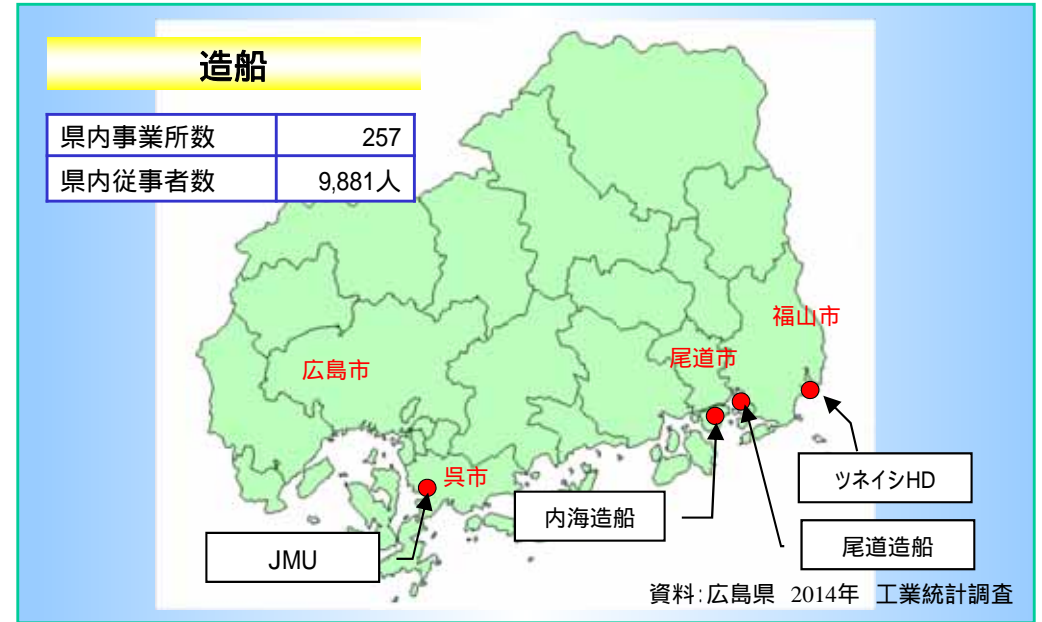 造船
県内事業所数 257
県内従事者数 9,881人
福山市
尾道市
広島市
呉市
ツネイシHD
内海造船
尾道造船
JMU
資料:広島県 2014年 工業統計調査